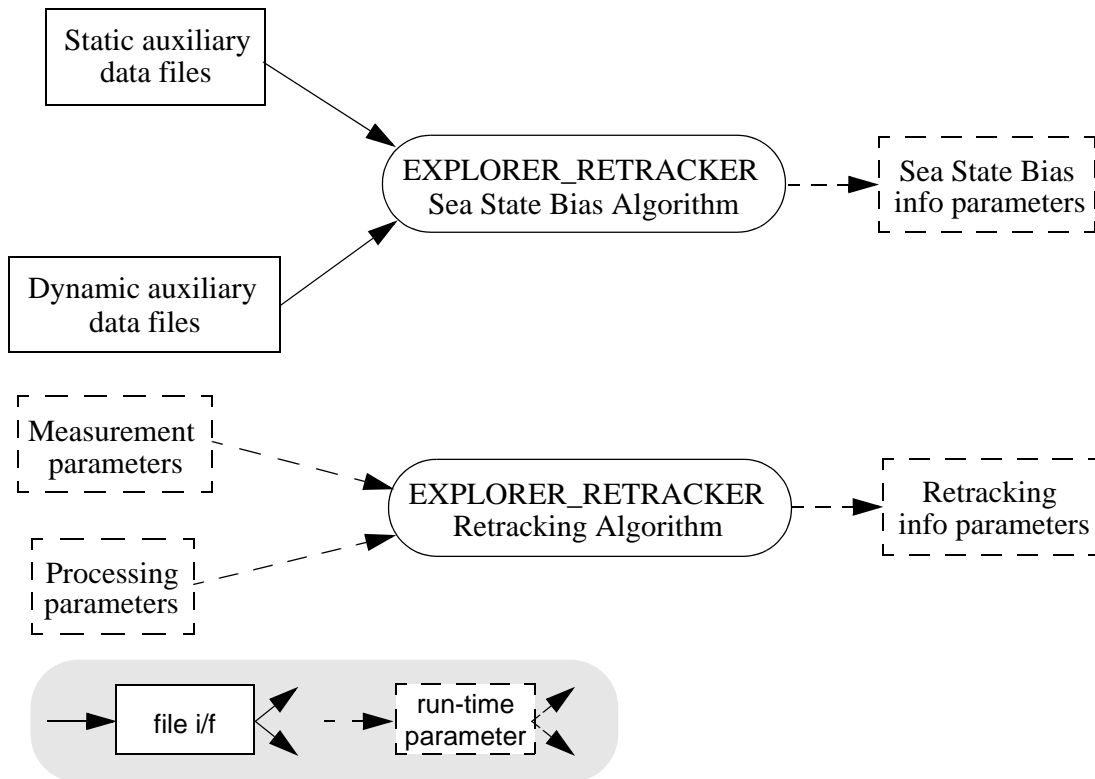 Static auxiliary
data files
EXPLORER_RETRACKER
Sea State Bias Algorithm
Sea State Bias
info parameters
Dynamic auxiliary
data files
Measurement
parameters
EXPLORER_RETRACKER
Retracking Algorithm
Retracking
info parameters
Processing
parameters
file i/f
run-time
parameter